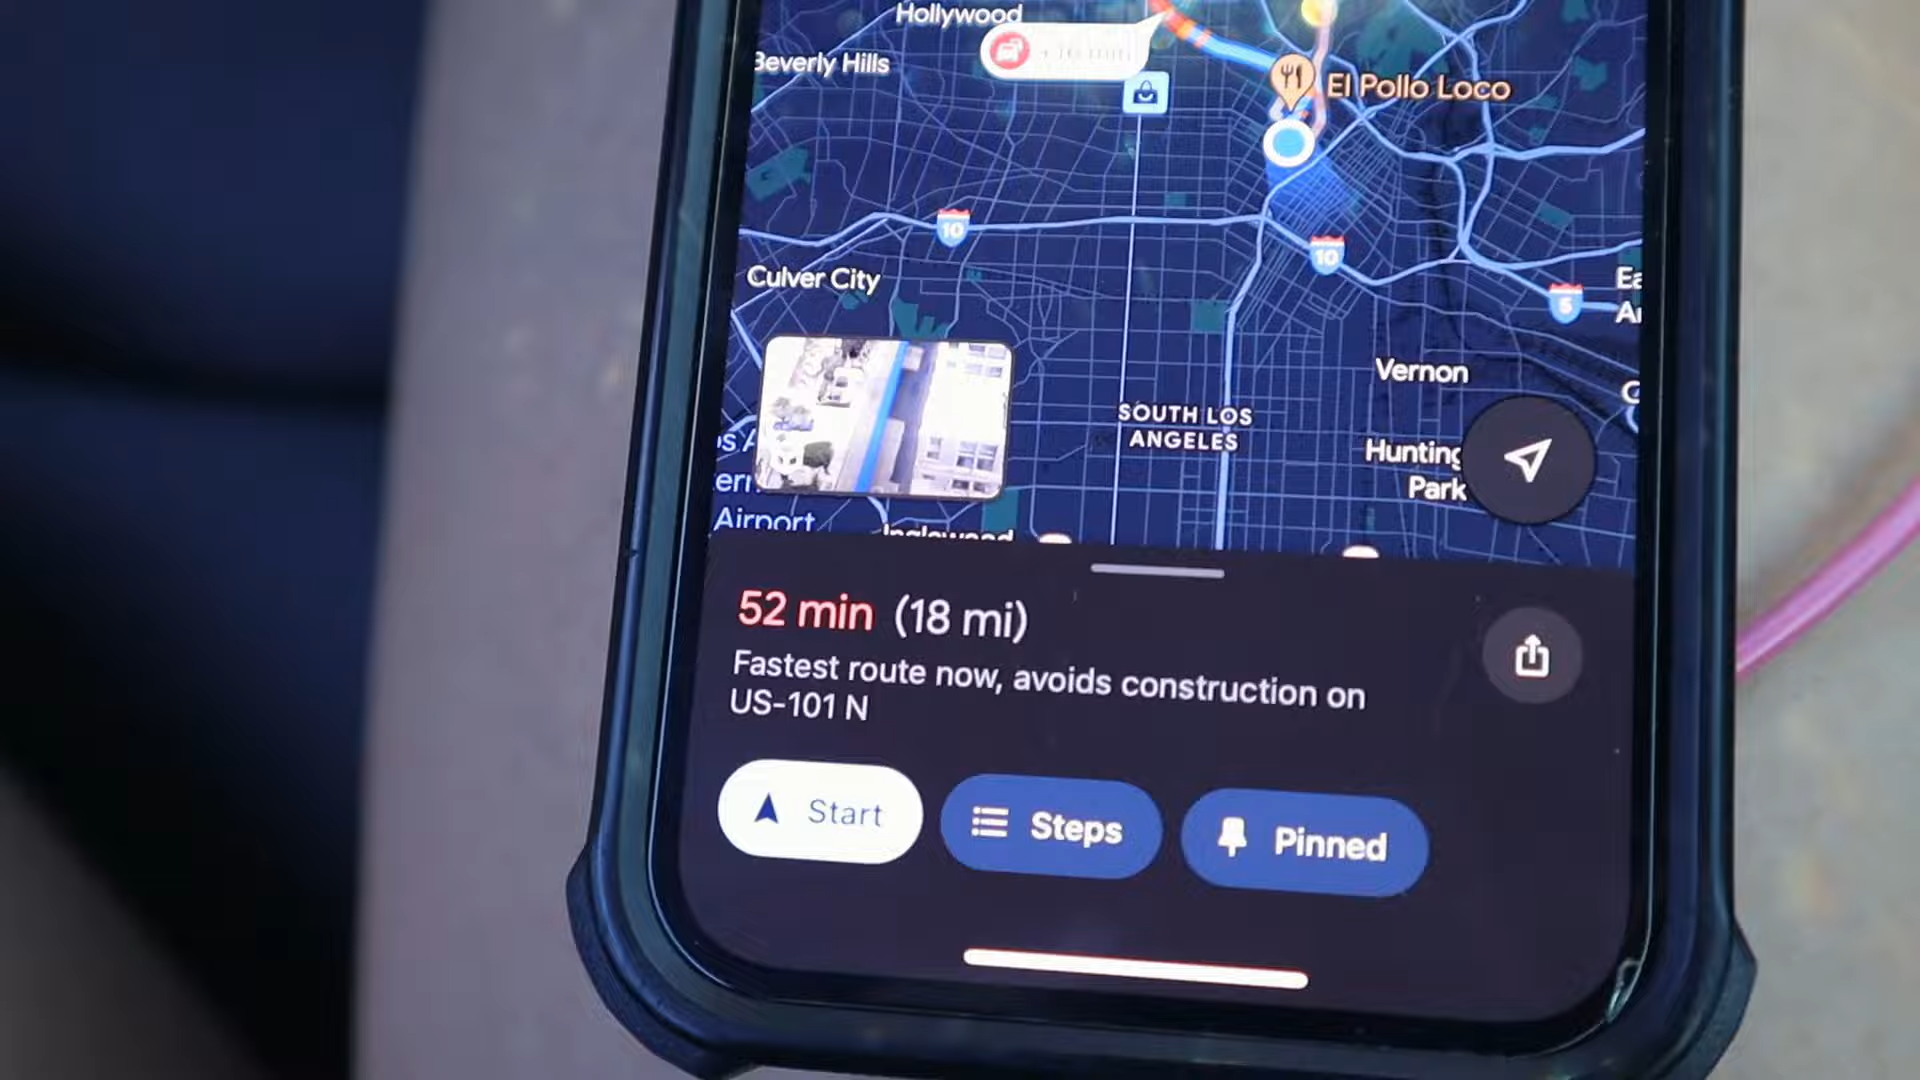 Hollywood
Beverly Hills
El Pollo Loco
10
10
Culver City
5
Vernon
SOUTH LOS
ANGELES
Hunting
Park
Airport
Inglewood
52 min (18 mi)
Fastest route now, avoids construction on
US-101 N
Start
Steps
Pinned